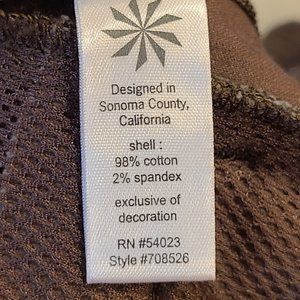 Designed in
Sonoma County,
California
shell :
98% cotton
2% spandex
exclusive of
decoration
RN #54023
Style #708526